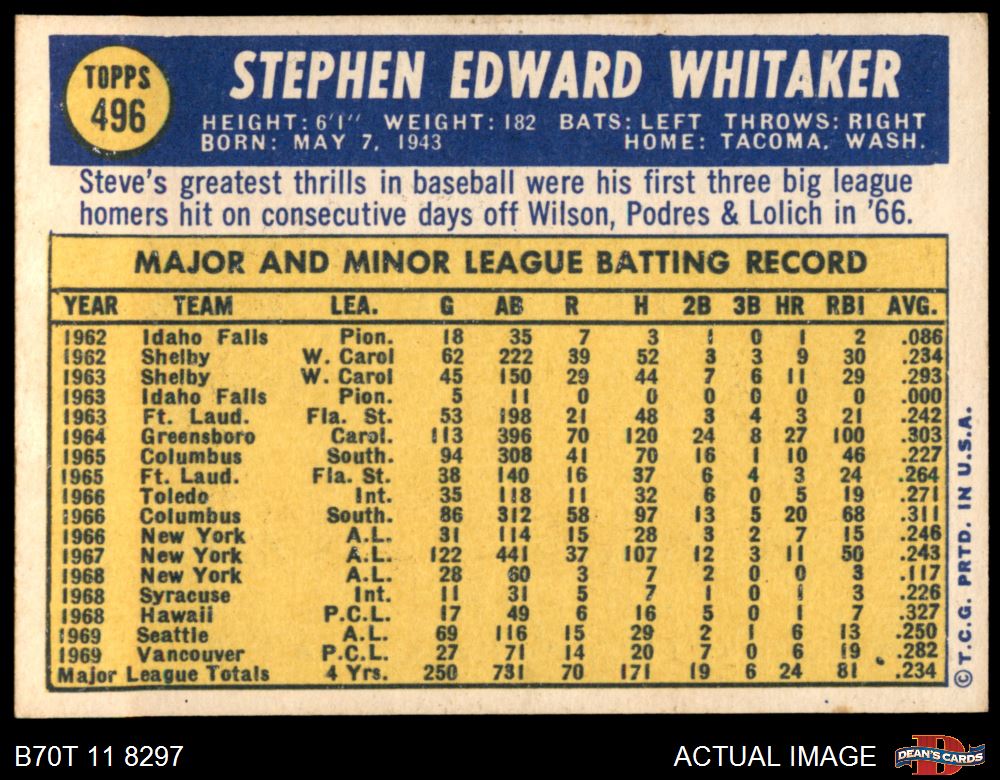 TOPPS
496
STEPHEN EDWARD WHITAKER
HEIGHT: 6'1" WEIGHT: 182 BATS: LEFT THROWS: RIGHT
BORN: MAY 7, 1943 HOME: TACOMA, WASH.
Steve's greatest thrills in baseball were his first three big league
homers hit on consecutive days off Wilson, Podres & Lolich in '66.
MAJOR AND MINOR LEAGUE BATTING RECORD
YEAR TEAM LEA. G AB R H 2B 3B HR RBI AVG.
1962 Idaho Falls Pion. 18 35 7 3 1 0 1 2 .086
1962 Shelby W. Carol 62 222 39 52 3 3 9 30 .234
1963 Shelby W. Carol 45 150 29 44 7 6 11 29 .293
1963 Idaho Falls Pion. 5 11 0 0 0 0 0 0 .000
1963 Ft. Laud. Fla. St. 53 198 21 48 3 4 3 21 .242
1964 Greensboro Carol. 113 396 70 120 24 8 27 100 .303
1965 Columbus South. 94 308 41 70 16 1 10 46 .227
1965 Ft. Laud. Fla. St. 38 140 16 37 6 4 3 24 .264
1966 Toledo Int. 35 118 11 32 6 0 5 19 .271
1966 Columbus South. 86 312 58 97 13 5 20 68 .311
1966 New York A.L. 31 114 15 28 3 2 7 15 .246
1967 New York A.L. 122 441 37 107 12 3 11 50 .243
1968 New York A.L. 28 60 3 7 2 0 0 3 .117
1968 Syracuse Int. 11 31 5 7 1 0 1 3 .226
1968 Hawaii P.C.L. 17 49 6 16 5 0 1 7 .327
1969 Seattle A.L. 69 116 15 29 2 1 6 13 .250
1969 Vancouver P.C.L. 27 71 14 20 7 0 6 19 .282
Major League Totals 4 Yrs. 250 731 70 171 19 6 24 81 .234
© T.C.G. PRTD. IN U.S.A.
B70T 11 8297 ACTUAL IMAGE
D
DEAN'S CARDS